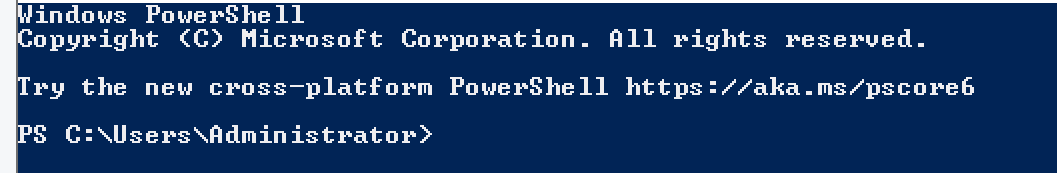 Windows PowerShell
Copyright (C) Microsoft Corporation. All rights reserved.
Try the new cross-platform PowerShell https://aka.ms/pscore6
PS C:\Users\Administrator>